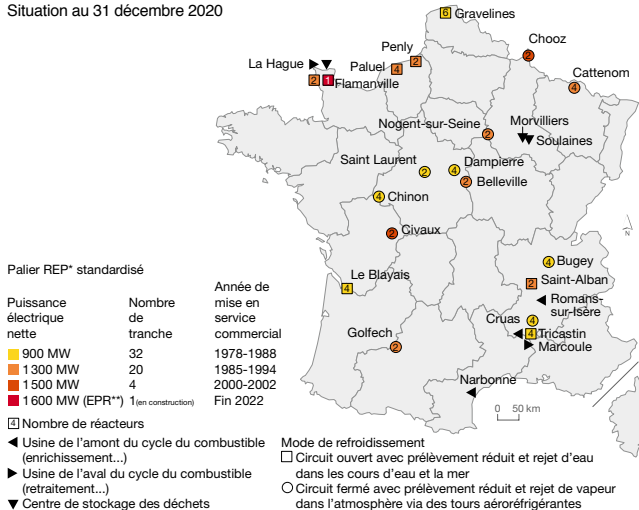 Situation au 31 décembre 2020
6 Gravelines
Penly
2
Chooz
2
La Hague
Paluel
4
Cattenom
4
2 1
Flamanville
Nogent-sur-Seine
2
Morvilliers
Soulaines
Saint Laurent
2
Dampierre
4
2
Belleville
4
Chinon
2
Civaux
N
4
Bugey
Le Blayais
4
2
Saint-Alban
Romans-
sur-Isère
Cruas
4
4
Tricastin
Marcoule
Golfech
2
Narbonne
0 50 km
Palier REP* standardisé
Puissance électrique nette
Nombre de tranche
Année de mise en service commercial
900 MW 32 1978-1988
1 300 MW 20 1985-1994
1 500 MW 4 2000-2002
1 600 MW (EPR**) 1(en construction) Fin 2022
4 Nombre de réacteurs
Usine de l’amont du cycle du combustible
(enrichissement...)
Usine de l’aval du cycle du combustible
(retraitement...)
Centre de stockage des déchets
Mode de refroidissement
Circuit ouvert avec prélèvement réduit et rejet d’eau
dans les cours d’eau et la mer
Circuit fermé avec prélèvement réduit et rejet de vapeur
dans l’atmosphère via des tours aéroréfrigérantes